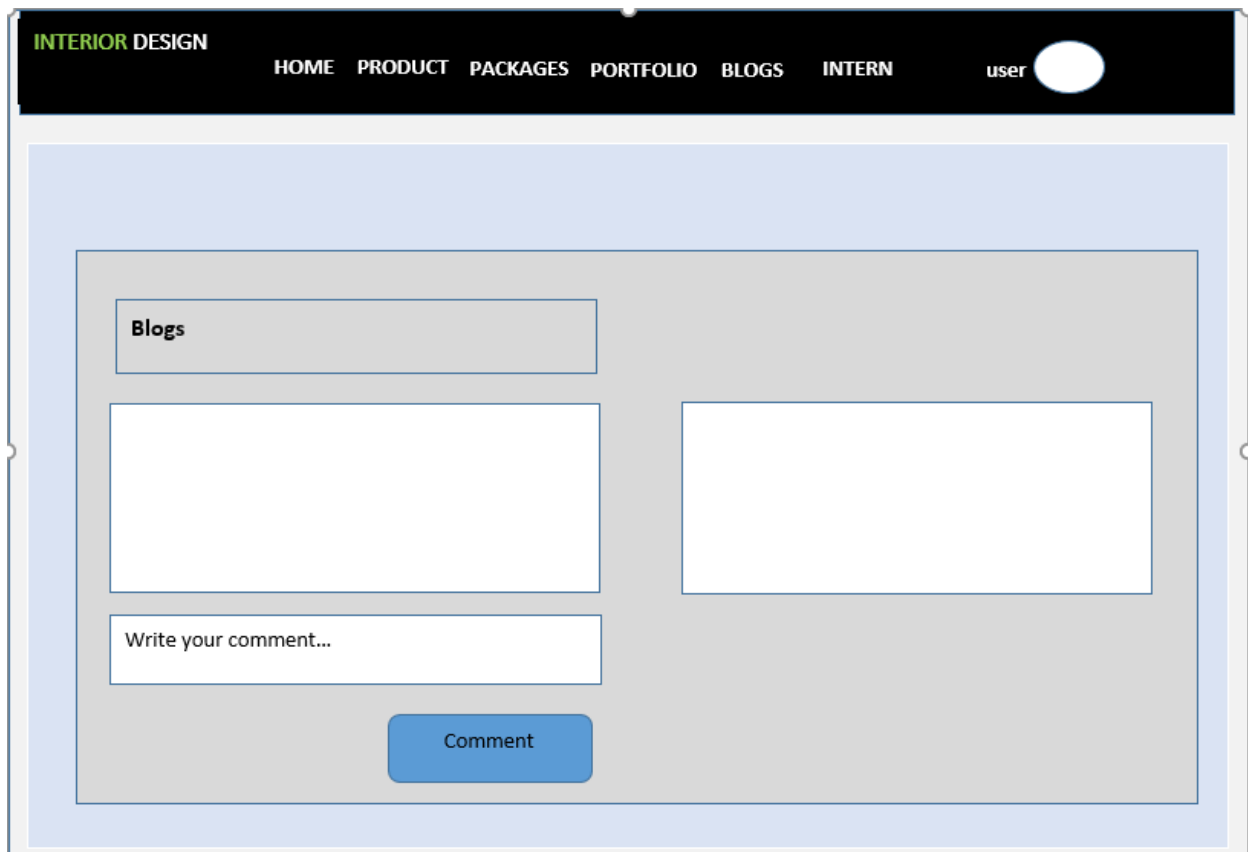 INTERIOR DESIGN
HOME PRODUCT PACKAGES PORTFOLIO BLOGS INTERN user
Blogs
Write your comment...
Comment